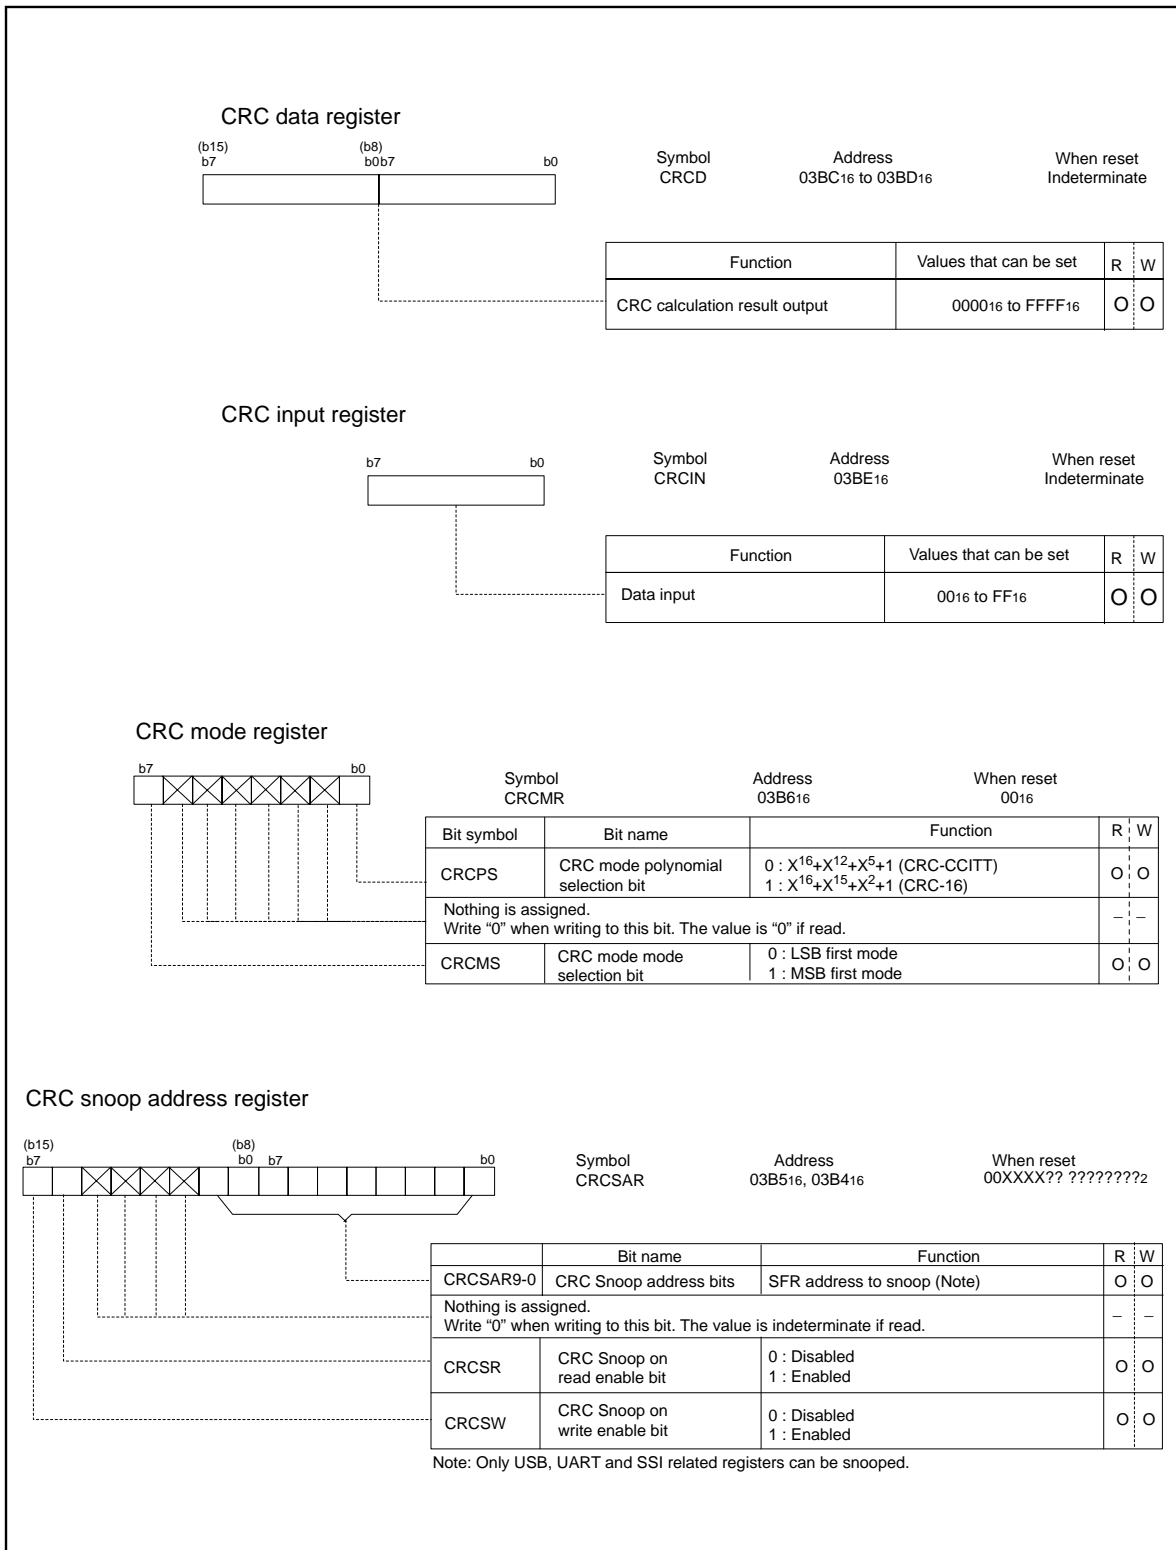 CRC data register
(b15) (b8)
b7 b0 b7 b0
Symbol Address When reset
CRCD 03BC16 to 03BD16 Indeterminate
Function Values that can be set R W
CRC calculation result output 000016 to FFFF16 O O
CRC input register
b7 b0
Symbol Address When reset
CRCIN 03BE16 Indeterminate
Function Values that can be set R W
Data input 0016 to FF16 O O
CRC mode register
b7 b0
Symbol Address When reset
CRCMR 03B616 0016
Bit symbol Bit name Function R W
CRCPS CRC mode polynomial selection bit 0 : X16+X12+X5+1 (CRC-CCITT)
1 : X16+X15+X2+1 (CRC-16) O O
Nothing is assigned.
Write “0” when writing to this bit. The value is “0” if read. – –
CRCMS CRC mode mode selection bit 0 : LSB first mode
1 : MSB first mode O O
CRC snoop address register
(b15) (b8)
b7 b0 b7 b0
Symbol Address When reset
CRCSAR 03B516, 03B416 00XXXX?? ????????2
Bit name Function R W
CRCSAR9-0 CRC Snoop address bits SFR address to snoop (Note) O O
Nothing is assigned.
Write “0” when writing to this bit. The value is indeterminate if read. – –
CRCSR CRC Snoop on read enable bit 0 : Disabled
1 : Enabled O O
CRCSW CRC Snoop on write enable bit 0 : Disabled
1 : Enabled O O
Note: Only USB, UART and SSI related registers can be snooped.